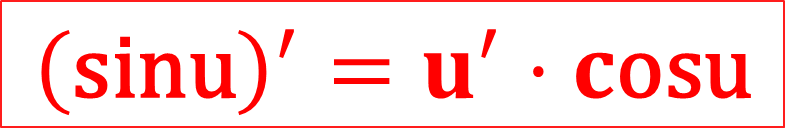 (sinu)′ = u′ · cosu